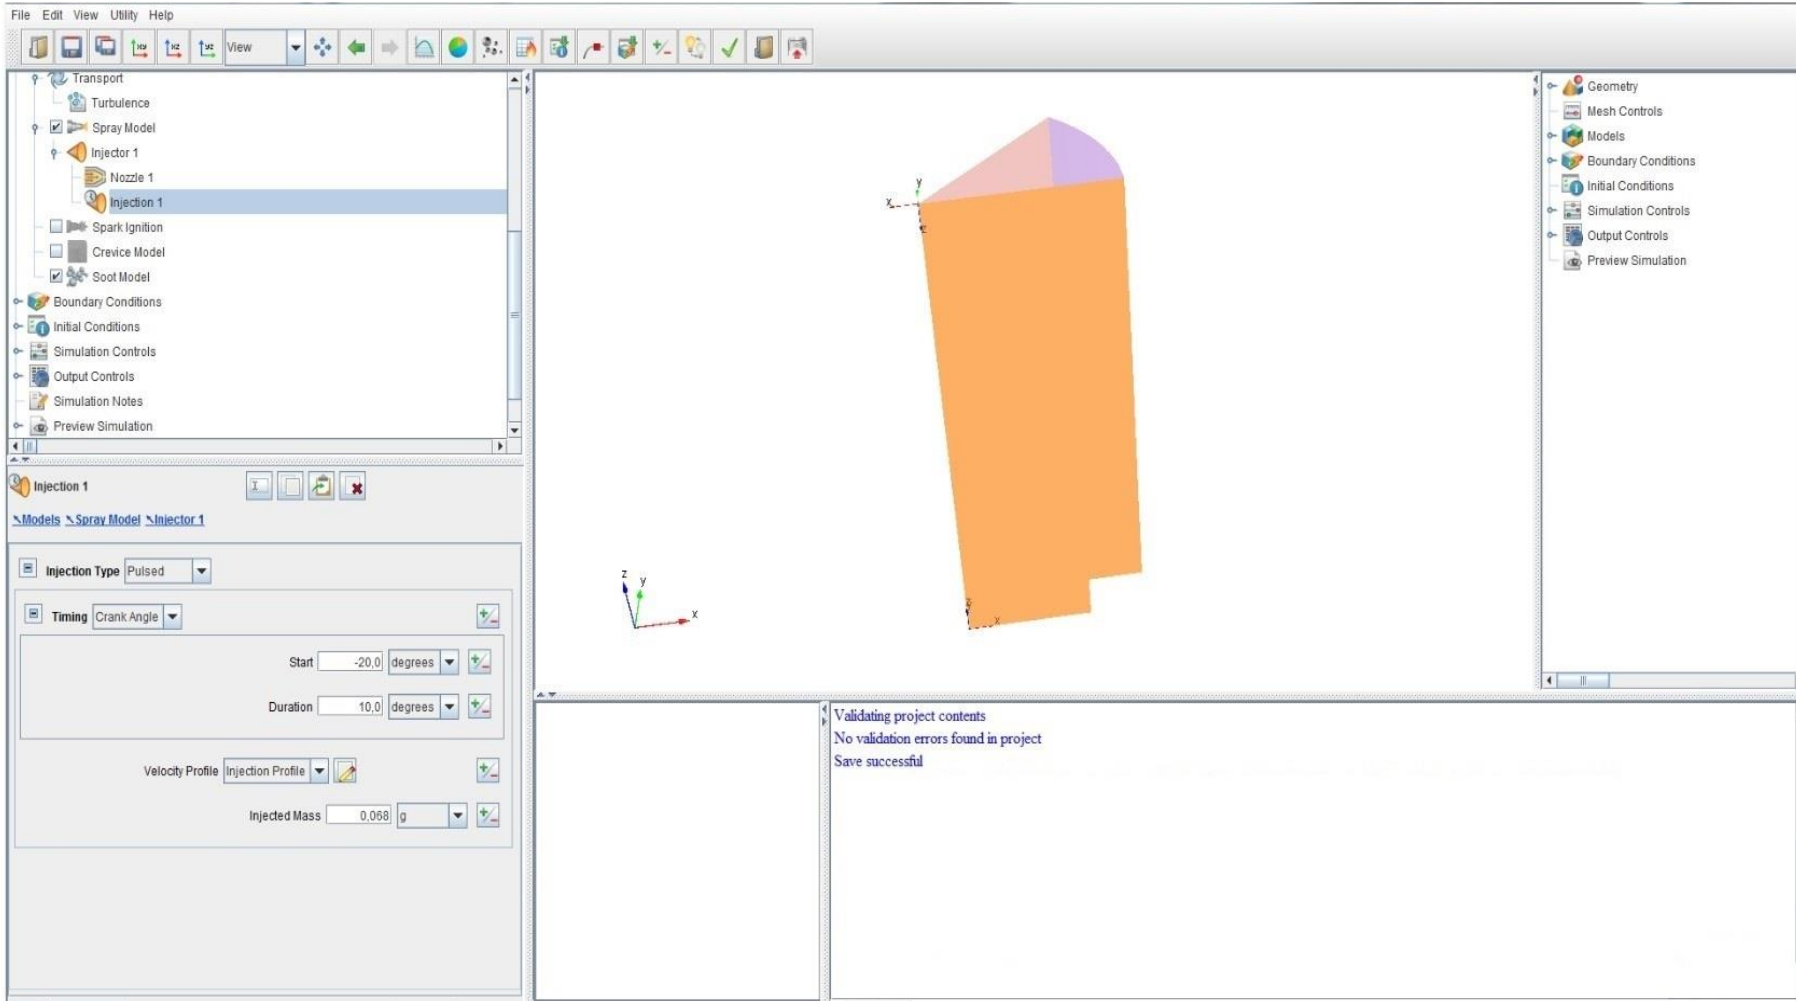 File Edit View Utility Help
XY XZ YZ View
Transport
Turbulence
Spray Model
Injector 1
Nozzle 1
Injection 1
Spark Ignition
Crevice Model
Soot Model
Boundary Conditions
Initial Conditions
Simulation Controls
Output Controls
Simulation Notes
Preview Simulation
Injection 1
Models Spray Model Injector 1
Injection Type Pulsed
Timing Crank Angle
Start -20,0 degrees
Duration 10,0 degrees
Velocity Profile Injection Profile
Injected Mass 0,068 g
y
x
z
z
y
x
z
x
Geometry
Mesh Controls
Models
Boundary Conditions
Initial Conditions
Simulation Controls
Output Controls
Preview Simulation
Validating project contents
No validation errors found in project
Save successful